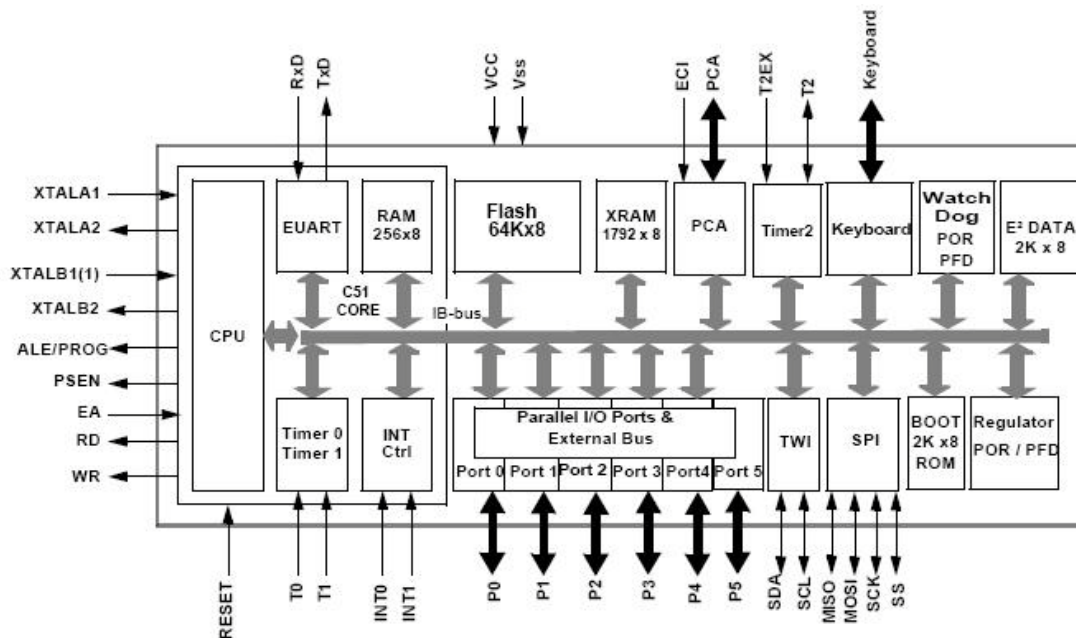 RxD
TxD
VCC
Vss
ECI
PCA
T2EX
T2
Keyboard
XTALA1
XTALA2
XTALB1(1)
XTALB2
ALE/PROG
PSEN
EA
RD
WR
CPU
EUART
RAM
256x8
C51
CORE
IB-bus
Flash
64Kx8
XRAM
1792 x 8
PCA
Timer2
Keyboard
Watch
Dog
POR
PFD
E² DATA
2K x 8
Timer 0
Timer 1
INT
Ctrl
Parallel I/O Ports &
External Bus
Port 0
Port 1
Port 2
Port 3
Port4
Port 5
TWI
SPI
BOOT
2K x8
ROM
Regulator
POR / PFD
RESET
T0
T1
INT0
INT1
P0
P1
P2
P3
P4
P5
SDA
SCL
MISO
MOSI
SCK
SS